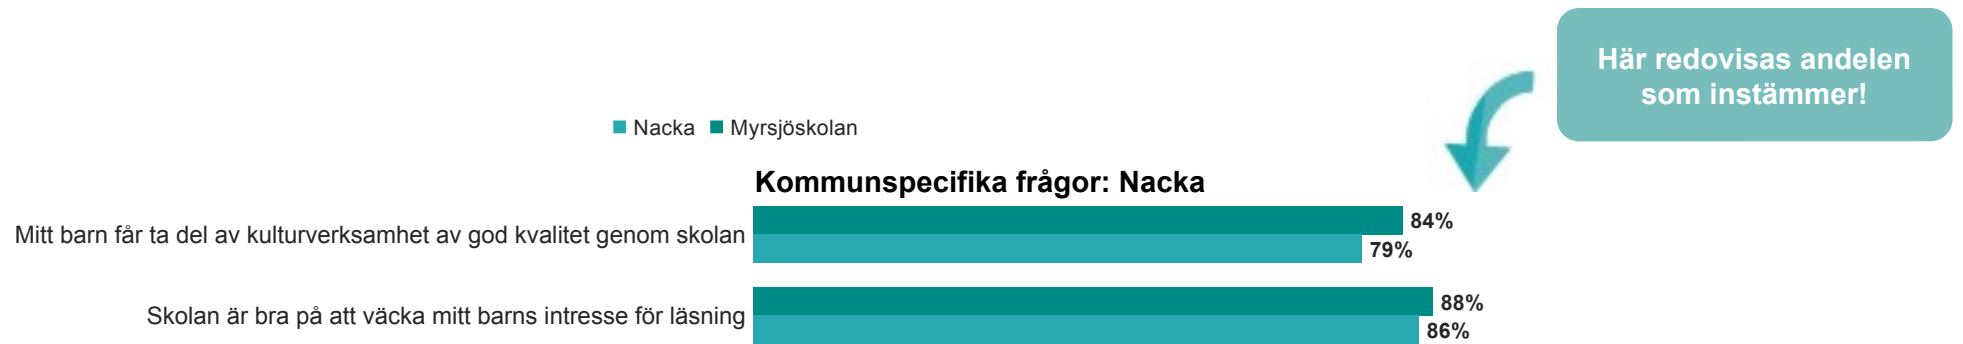 Här redovisas andelen
som instämmer!
Nacka Myrsjöskolan
Kommunspecifika frågor: Nacka
Mitt barn får ta del av kulturverksamhet av god kvalitet genom skolan
84%
79%
Skolan är bra på att väcka mitt barns intresse för läsning
88%
86%